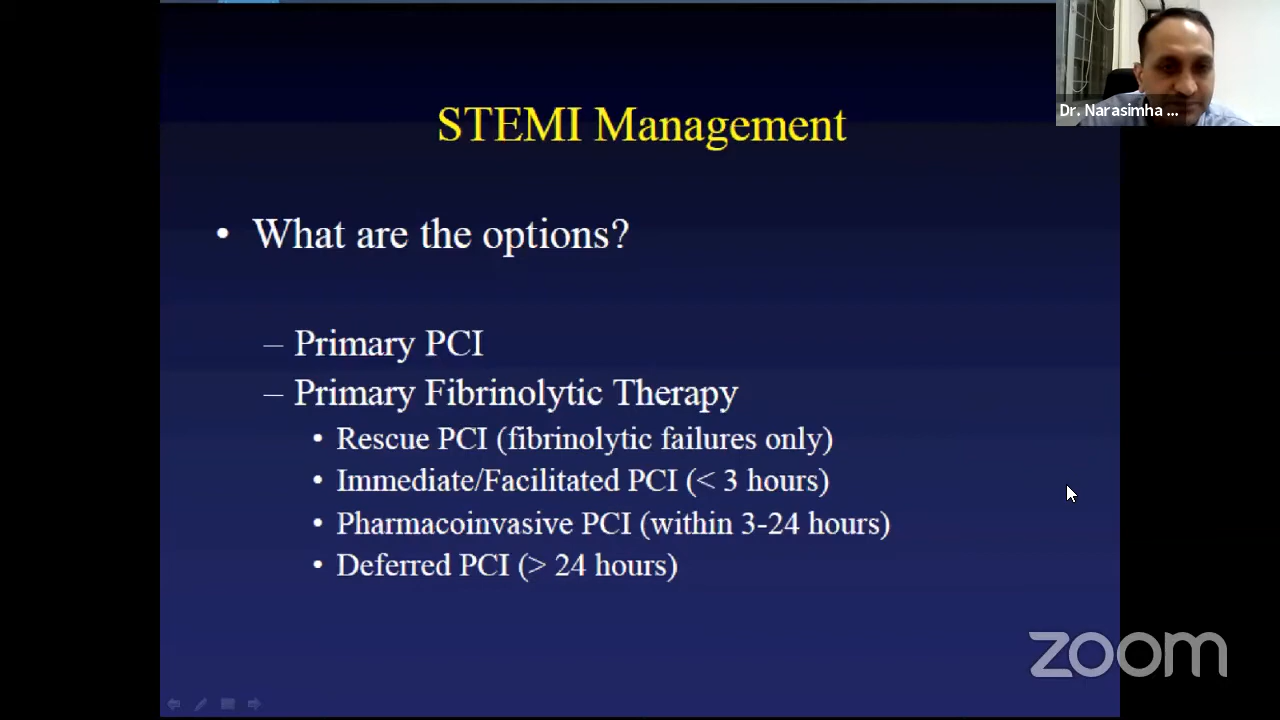 STEMI Management
Dr. Narasimha ...
• What are the options?
– Primary PCI
– Primary Fibrinolytic Therapy
• Rescue PCI (fibrinolytic failures only)
• Immediate/Facilitated PCI (< 3 hours)
• Pharmacoinvasive PCI (within 3-24 hours)
• Deferred PCI (> 24 hours)
zoom